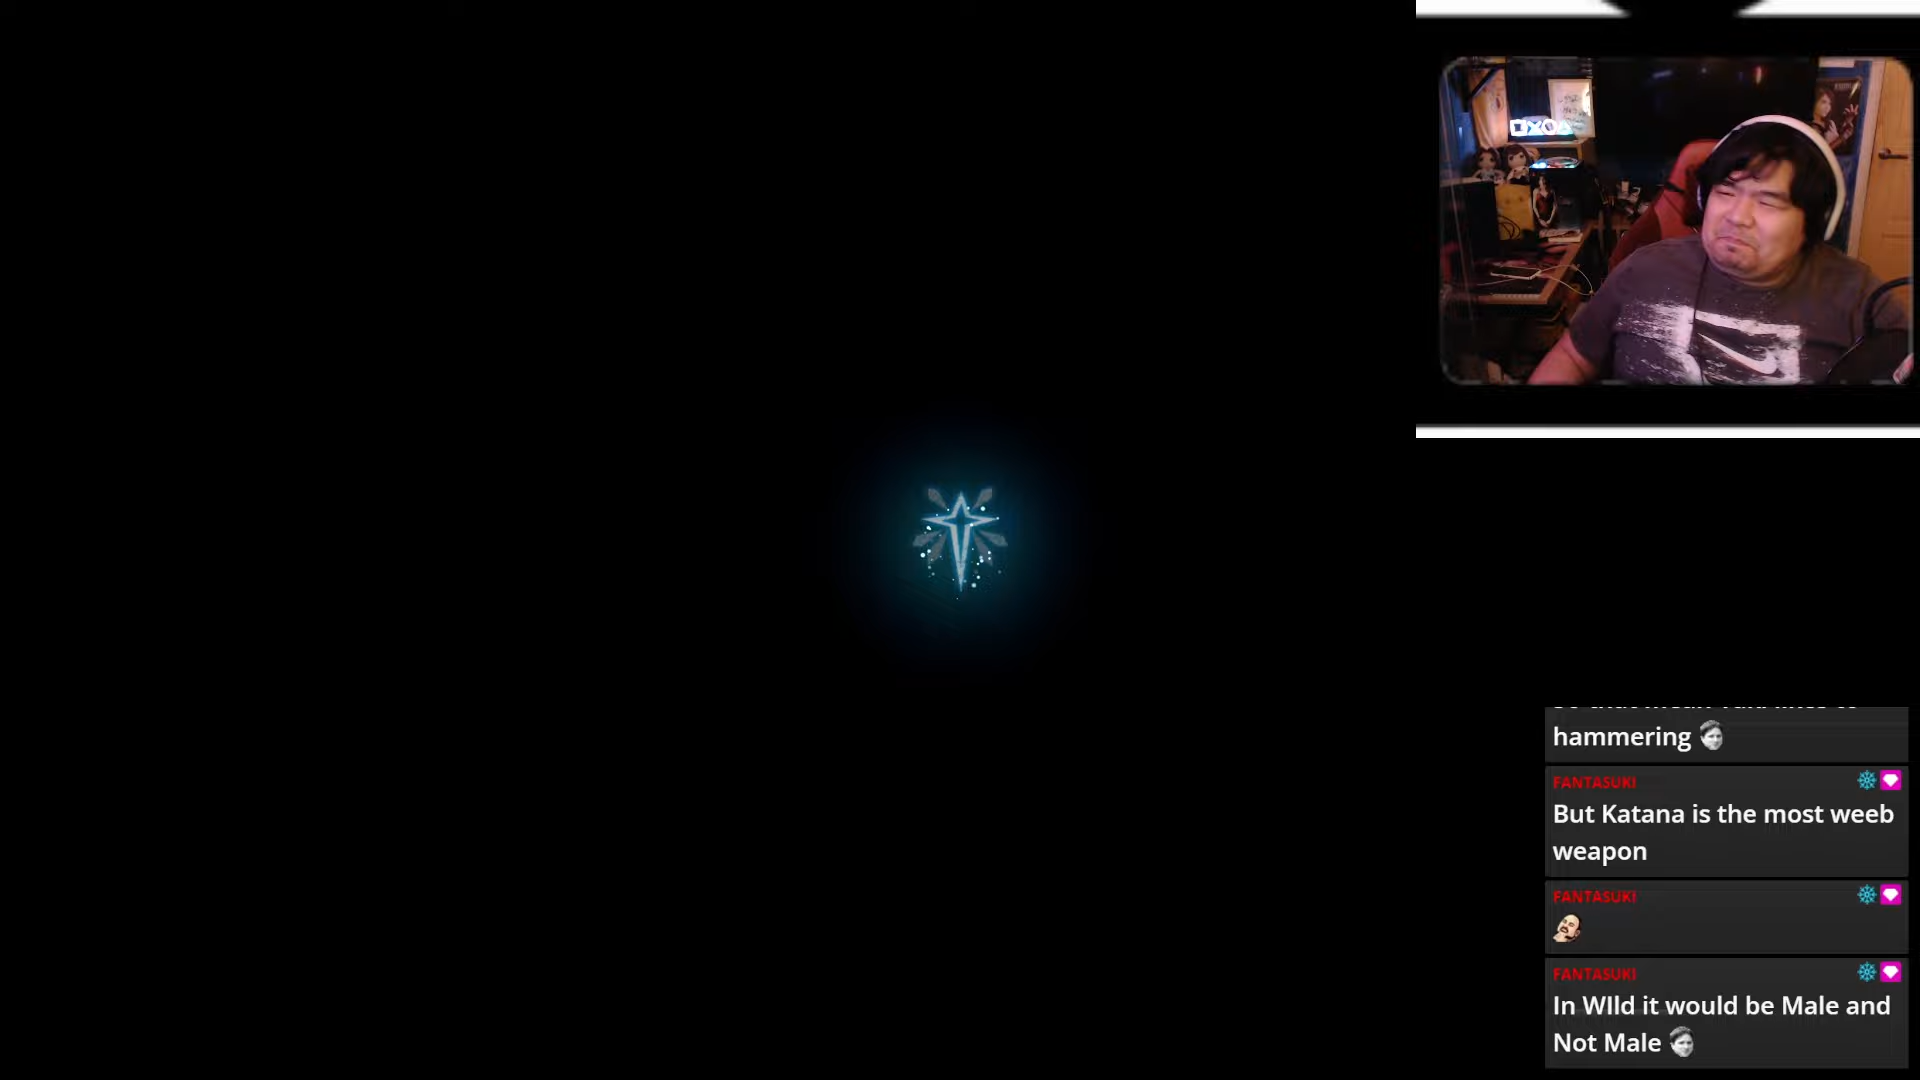 hammering
FANTASUKI
But Katana is the most weeb
weapon
FANTASUKI
FANTASUKI
In WIld it would be Male and
Not Male